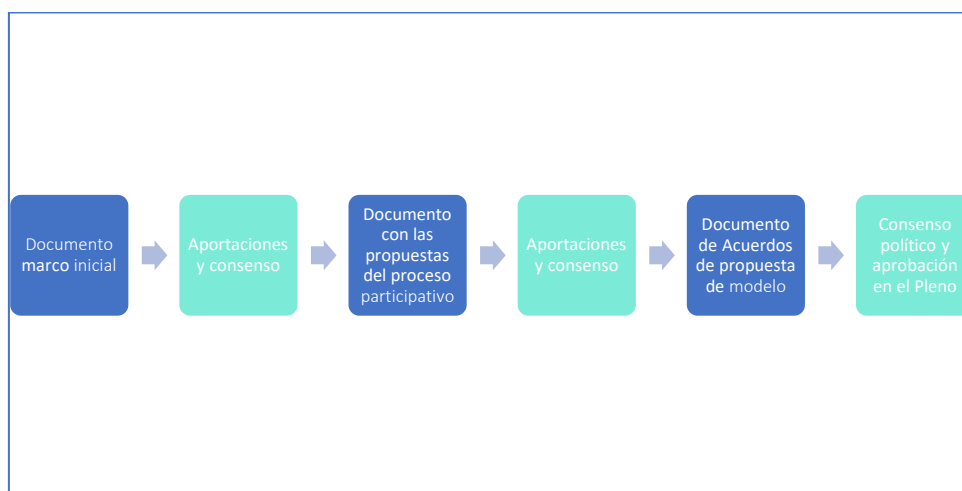 Documento
marco inicial
Aportaciones
y consenso
Documento
con las
propuestas
del proceso
participativo
Aportaciones
y consenso
Documento
de Acuerdos
de propuesta
de modelo
Consenso
político y
aprobación
en el Pleno